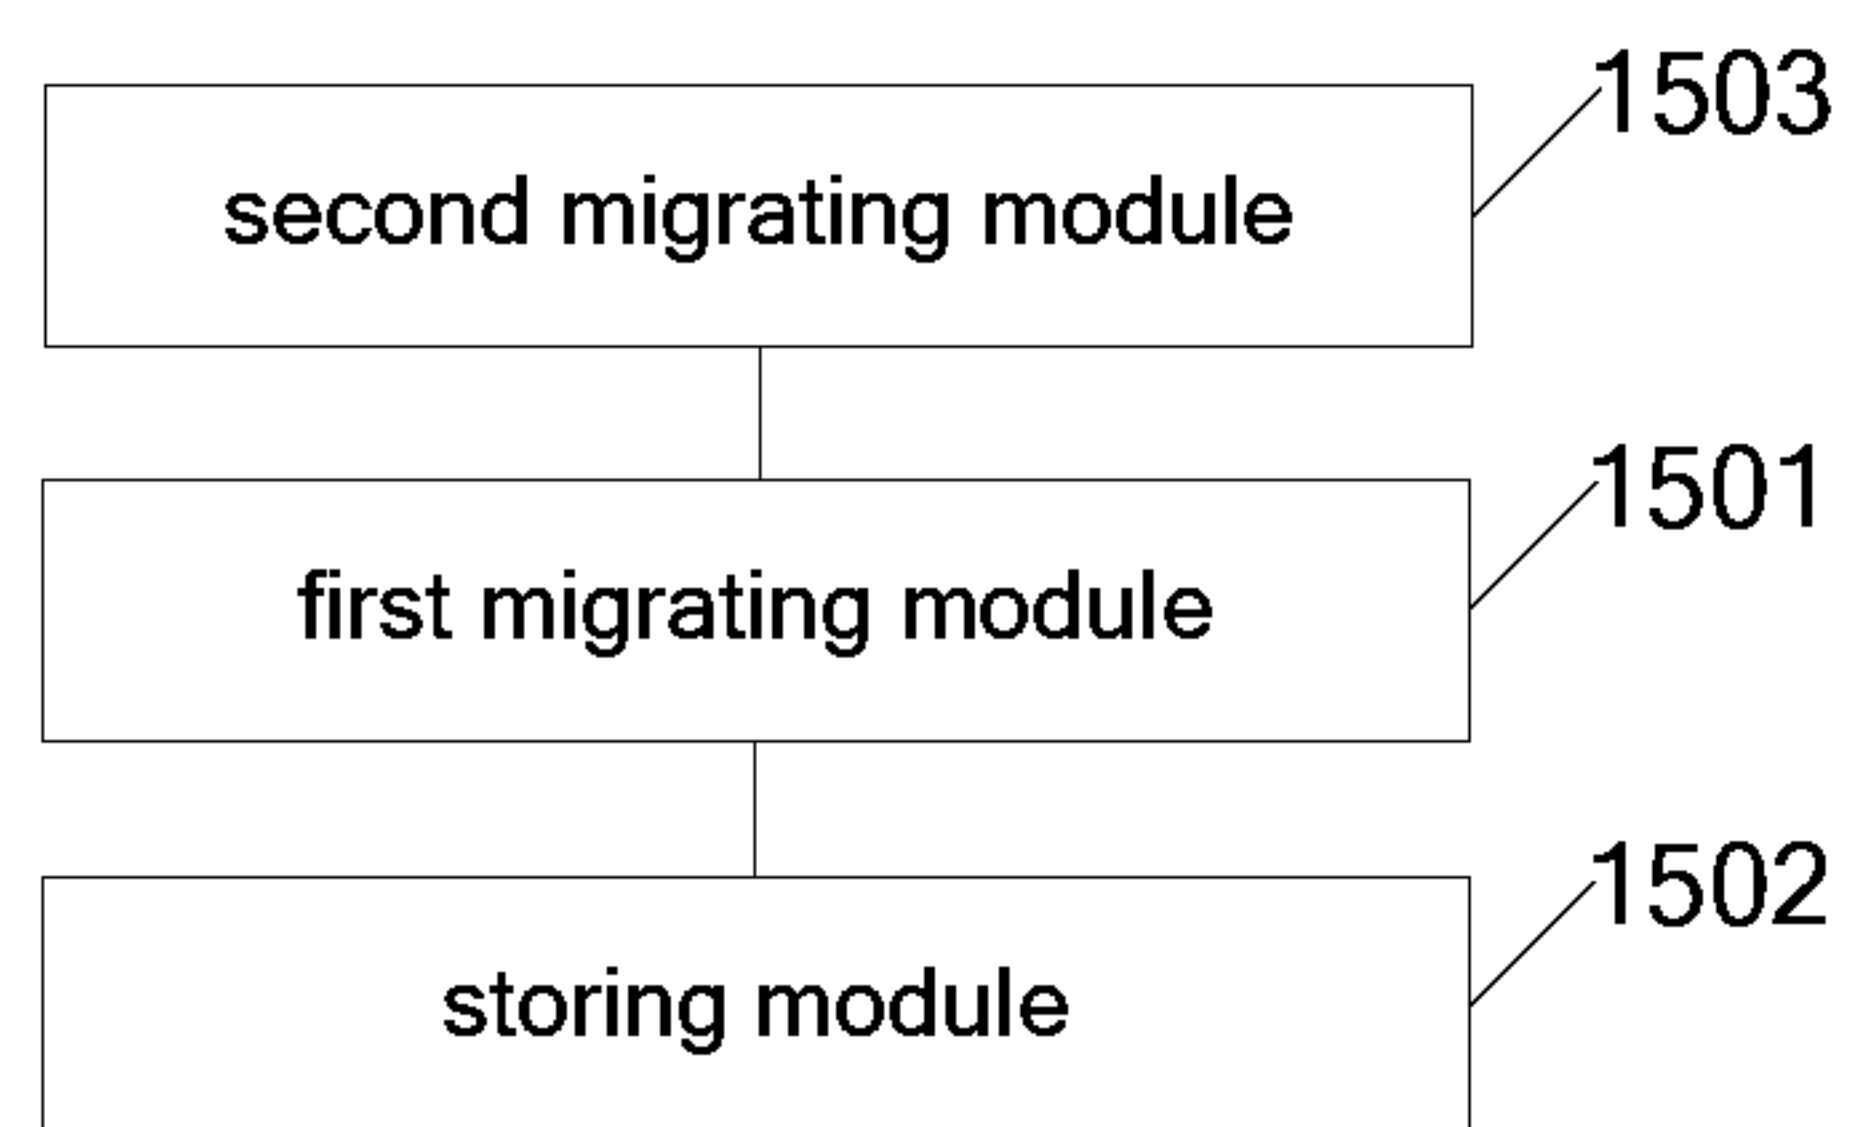 1503
second migrating module
1501
first migrating module
1502
storing module